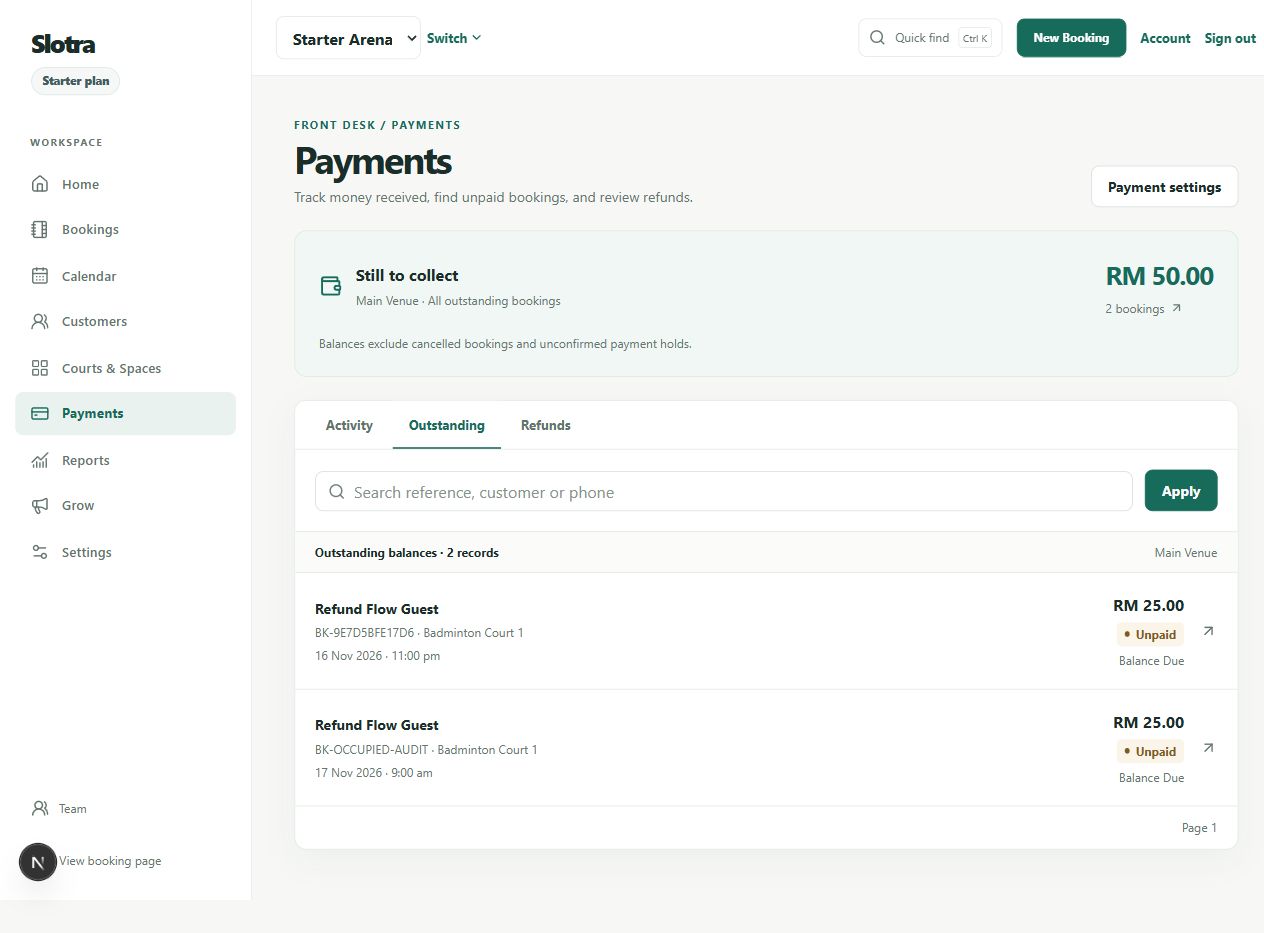 Slotra
Starter plan
WORKSPACE
Home
Bookings
Calendar
Customers
Courts & Spaces
Payments
Reports
Grow
Settings
Team
N
View booking page
Starter Arena
Switch
Quick find
Ctrl K
New Booking
Account
Sign out
FRONT DESK / PAYMENTS
Payments
Track money received, find unpaid bookings, and review refunds.
Payment settings
Still to collect
Main Venue · All outstanding bookings
RM 50.00
2 bookings
Balances exclude cancelled bookings and unconfirmed payment holds.
Activity
Outstanding
Refunds
Search reference, customer or phone
Apply
Outstanding balances · 2 records
Main Venue
Refund Flow Guest
BK-9E7D5BFE17D6 · Badminton Court 1
16 Nov 2026 · 11:00 pm
RM 25.00
Unpaid
Balance Due
Refund Flow Guest
BK-OCCUPIED-AUDIT · Badminton Court 1
17 Nov 2026 · 9:00 am
RM 25.00
Unpaid
Balance Due
Page 1